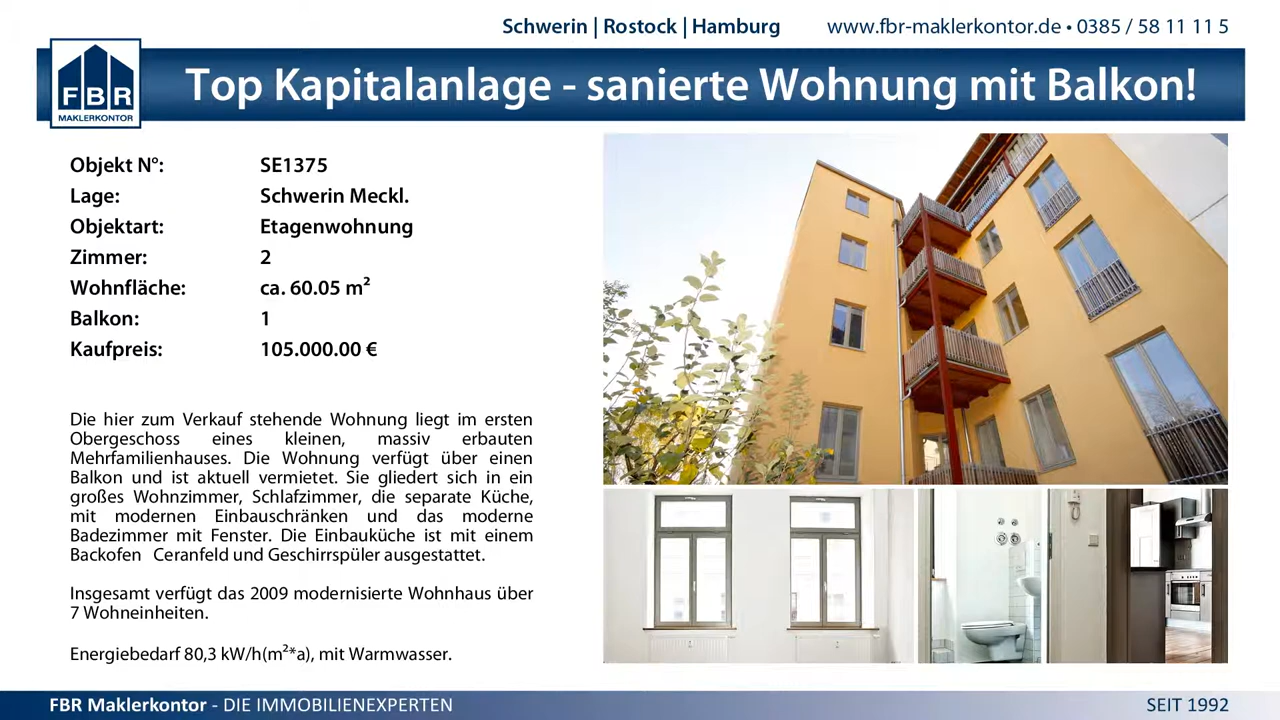 Schwerin | Rostock | Hamburg
www.fbr-maklerkontor.de • 0385 / 58 11 11 5
FBR
MAKLERKONTOR
Top Kapitalanlage - sanierte Wohnung mit Balkon!
Objekt N°: SE1375
Lage: Schwerin Meckl.
Objektart: Etagenwohnung
Zimmer: 2
Wohnfläche: ca. 60.05 m²
Balkon: 1
Kaufpreis: 105.000.00 €
Die hier zum Verkauf stehende Wohnung liegt im ersten
Obergeschoss eines kleinen, massiv erbauten
Mehrfamilienhauses. Die Wohnung verfügt über einen
Balkon und ist aktuell vermietet. Sie gliedert sich in ein
großes Wohnzimmer, Schlafzimmer, die separate Küche,
mit modernen Einbauschränken und das moderne
Badezimmer mit Fenster. Die Einbauküche ist mit einem
Backofen Ceranfeld und Geschirrspüler ausgestattet.
Insgesamt verfügt das 2009 modernisierte Wohnhaus über
7 Wohneinheiten.
Energiebedarf 80,3 kW/h(m²*a), mit Warmwasser.
FBR Maklerkontor - DIE IMMOBILIENEXPERTEN
SEIT 1992